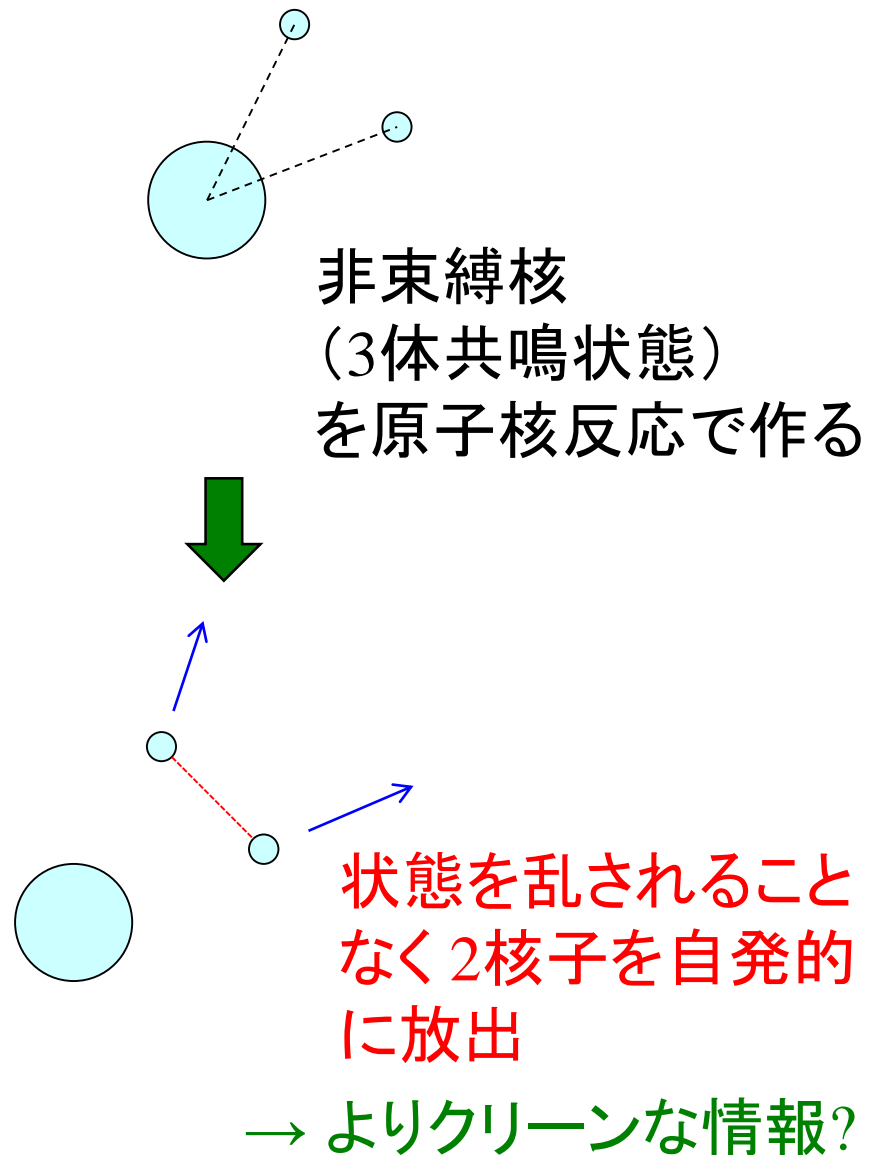 非束縛核
（3体共鳴状態）
を原子核反応で作る
状態を乱されること
なく2核子を自発的
に放出
→ よりクリーンな情報?